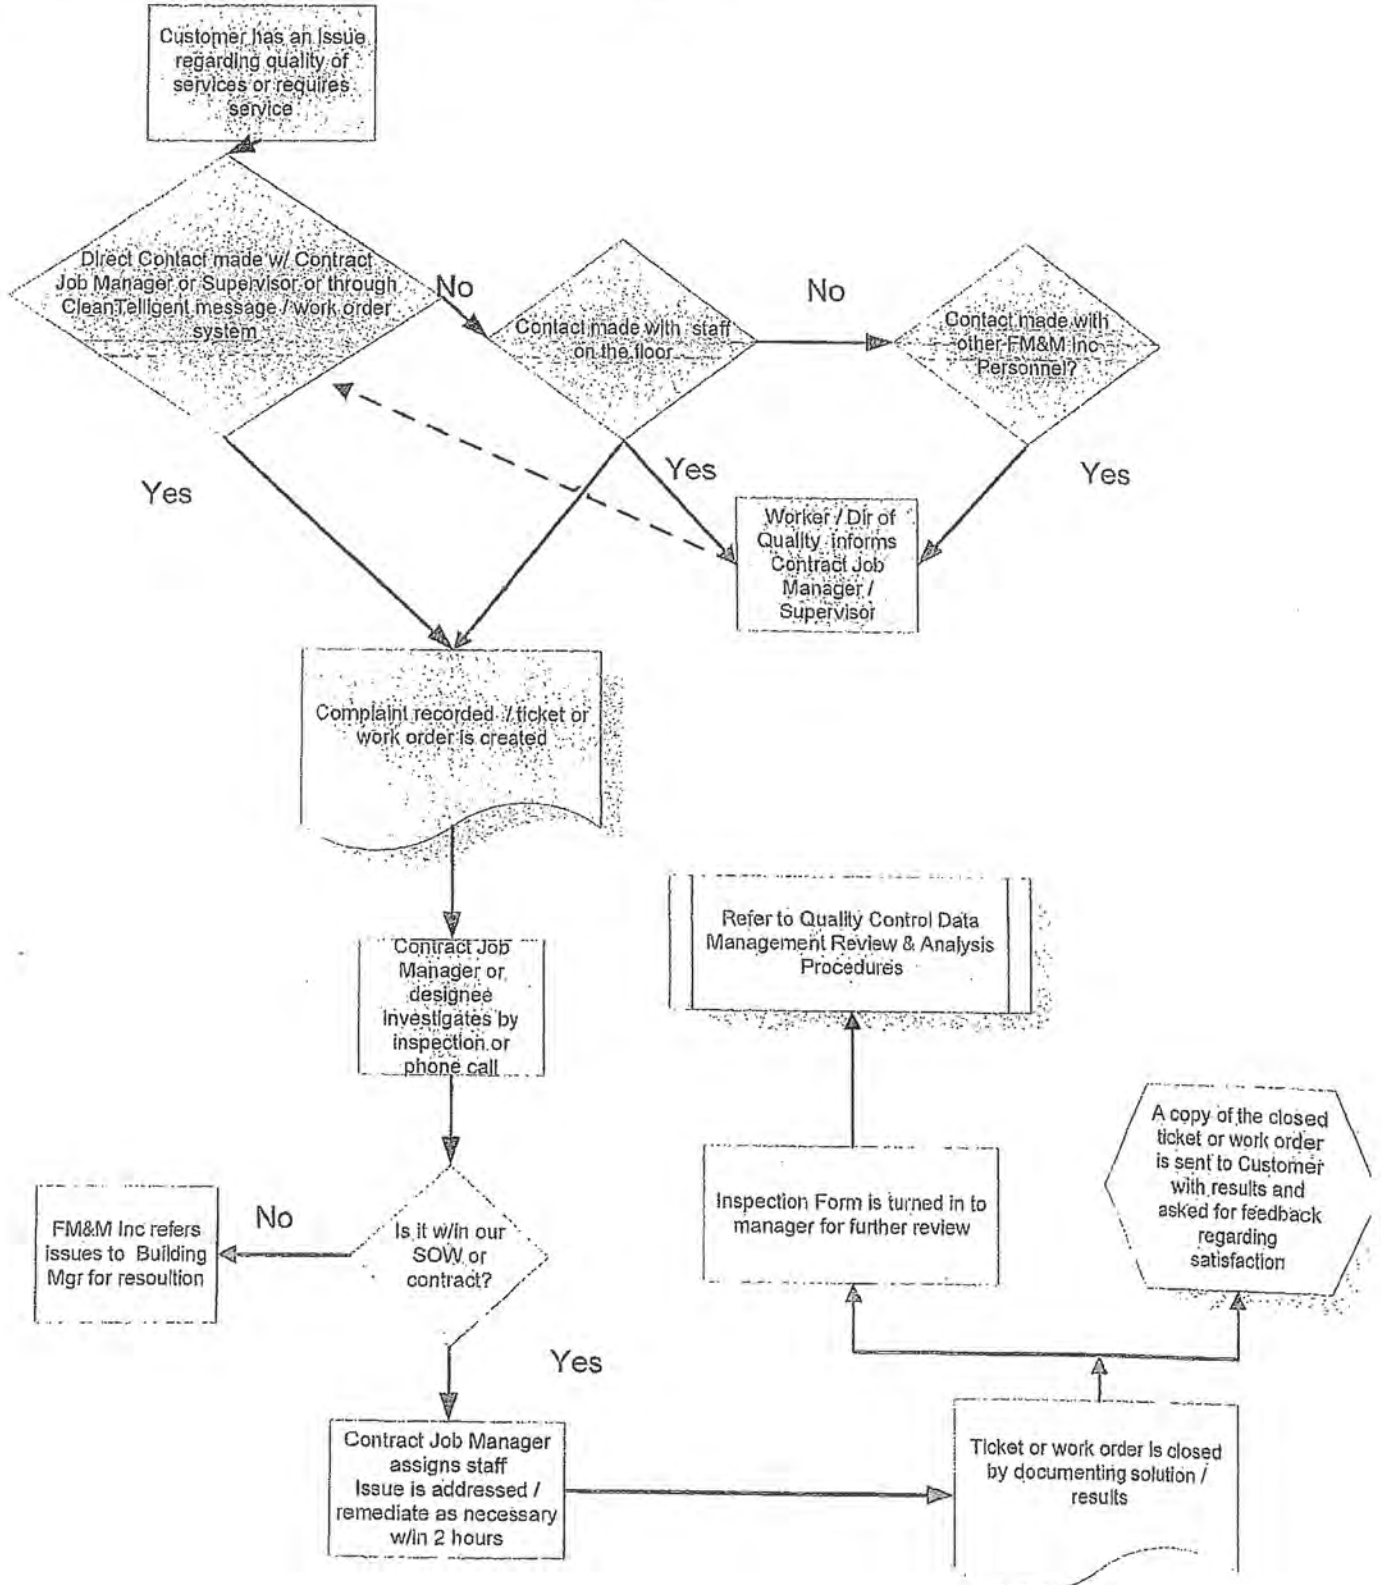 Customer has an issue
regarding quality of
services or requires
service
Direct Contact made w/ Contract
Job Manager or Supervisor or through
CleanTelligent message / work order
system
No
Contact made with staff
on the floor
No
Contact made with
other FM&M Inc
Personnel?
Yes
Yes
Yes
Worker / Dir of
Quality informs
Contract Job
Manager /
Supervisor
Complaint recorded / ticket or
work order is created
Contract Job
Manager or
designee
investigates by
inspection or
phone call
Refer to Quality Control Data
Management Review & Analysis
Procedures
Is it w/in our
SOW or
contract?
No
FM&M Inc refers
issues to Building
Mgr for resoultion
Inspection Form is turned in to
manager for further review
A copy of the closed
ticket or work order
is sent to Customer
with results and
asked for feedback
regarding
satisfaction
Yes
Contract Job Manager
assigns staff
Issue is addressed /
remediate as necessary
w/in 2 hours
Ticket or work order is closed
by documenting solution /
results